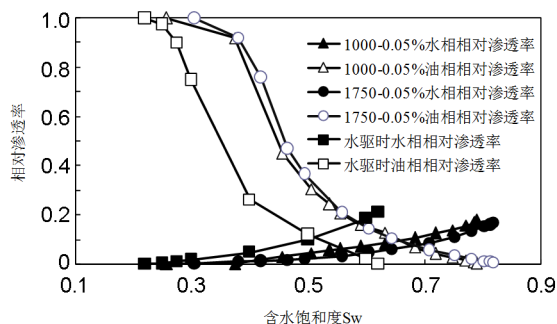 1.0
0.8
0.6
0.4
0.2
0
相对渗透率
1000-0.05%水相相对渗透率
1000-0.05%油相相对渗透率
1750-0.05%水相相对渗透率
1750-0.05%油相相对渗透率
水驱时水相相对渗透率
水驱时油相相对渗透率
0.1 0.3 0.5 0.7 0.9
含水饱和度Sw